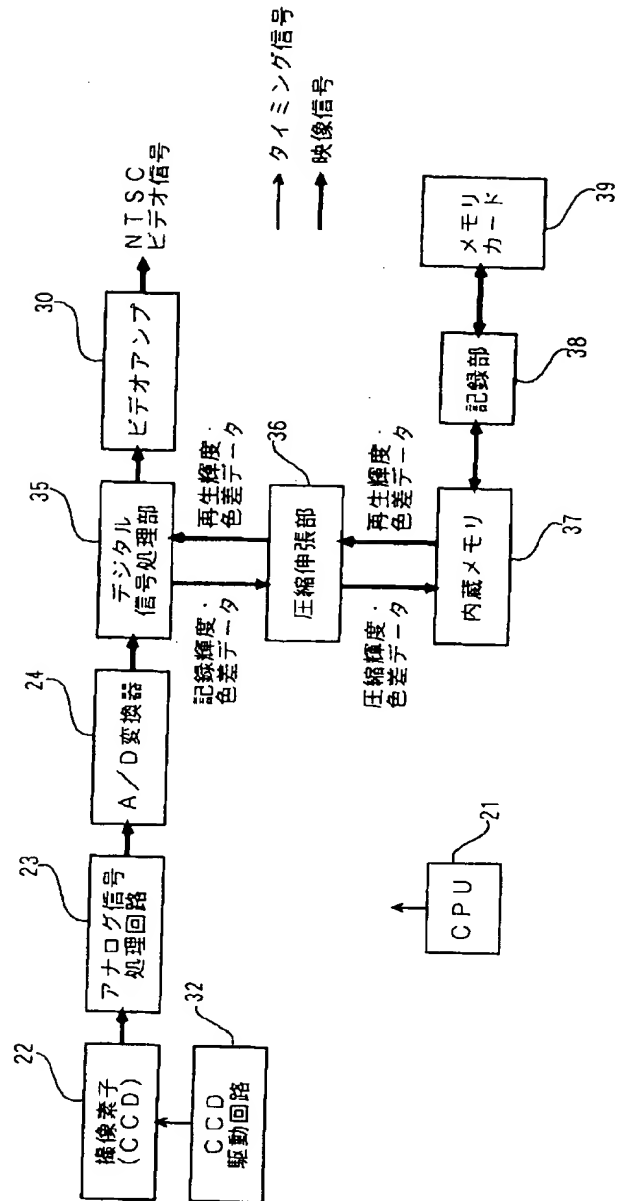 22
撮像素子
(CCD)
32
CCD
駆動回路
23
アナログ信号
処理回路
24
A/D変換器
35
デジタル
信号処理部
30
ビデオアンプ
NTSC
ビデオ信号
記録輝度・
色差データ
再生輝度・
色差データ
36
圧縮伸張部
圧縮輝度・
色差データ
再生輝度・
色差データ
内蔵メモリ
37
記録部
38
メモリ
カード
39
タイミング信号
映像信号
21
CPU